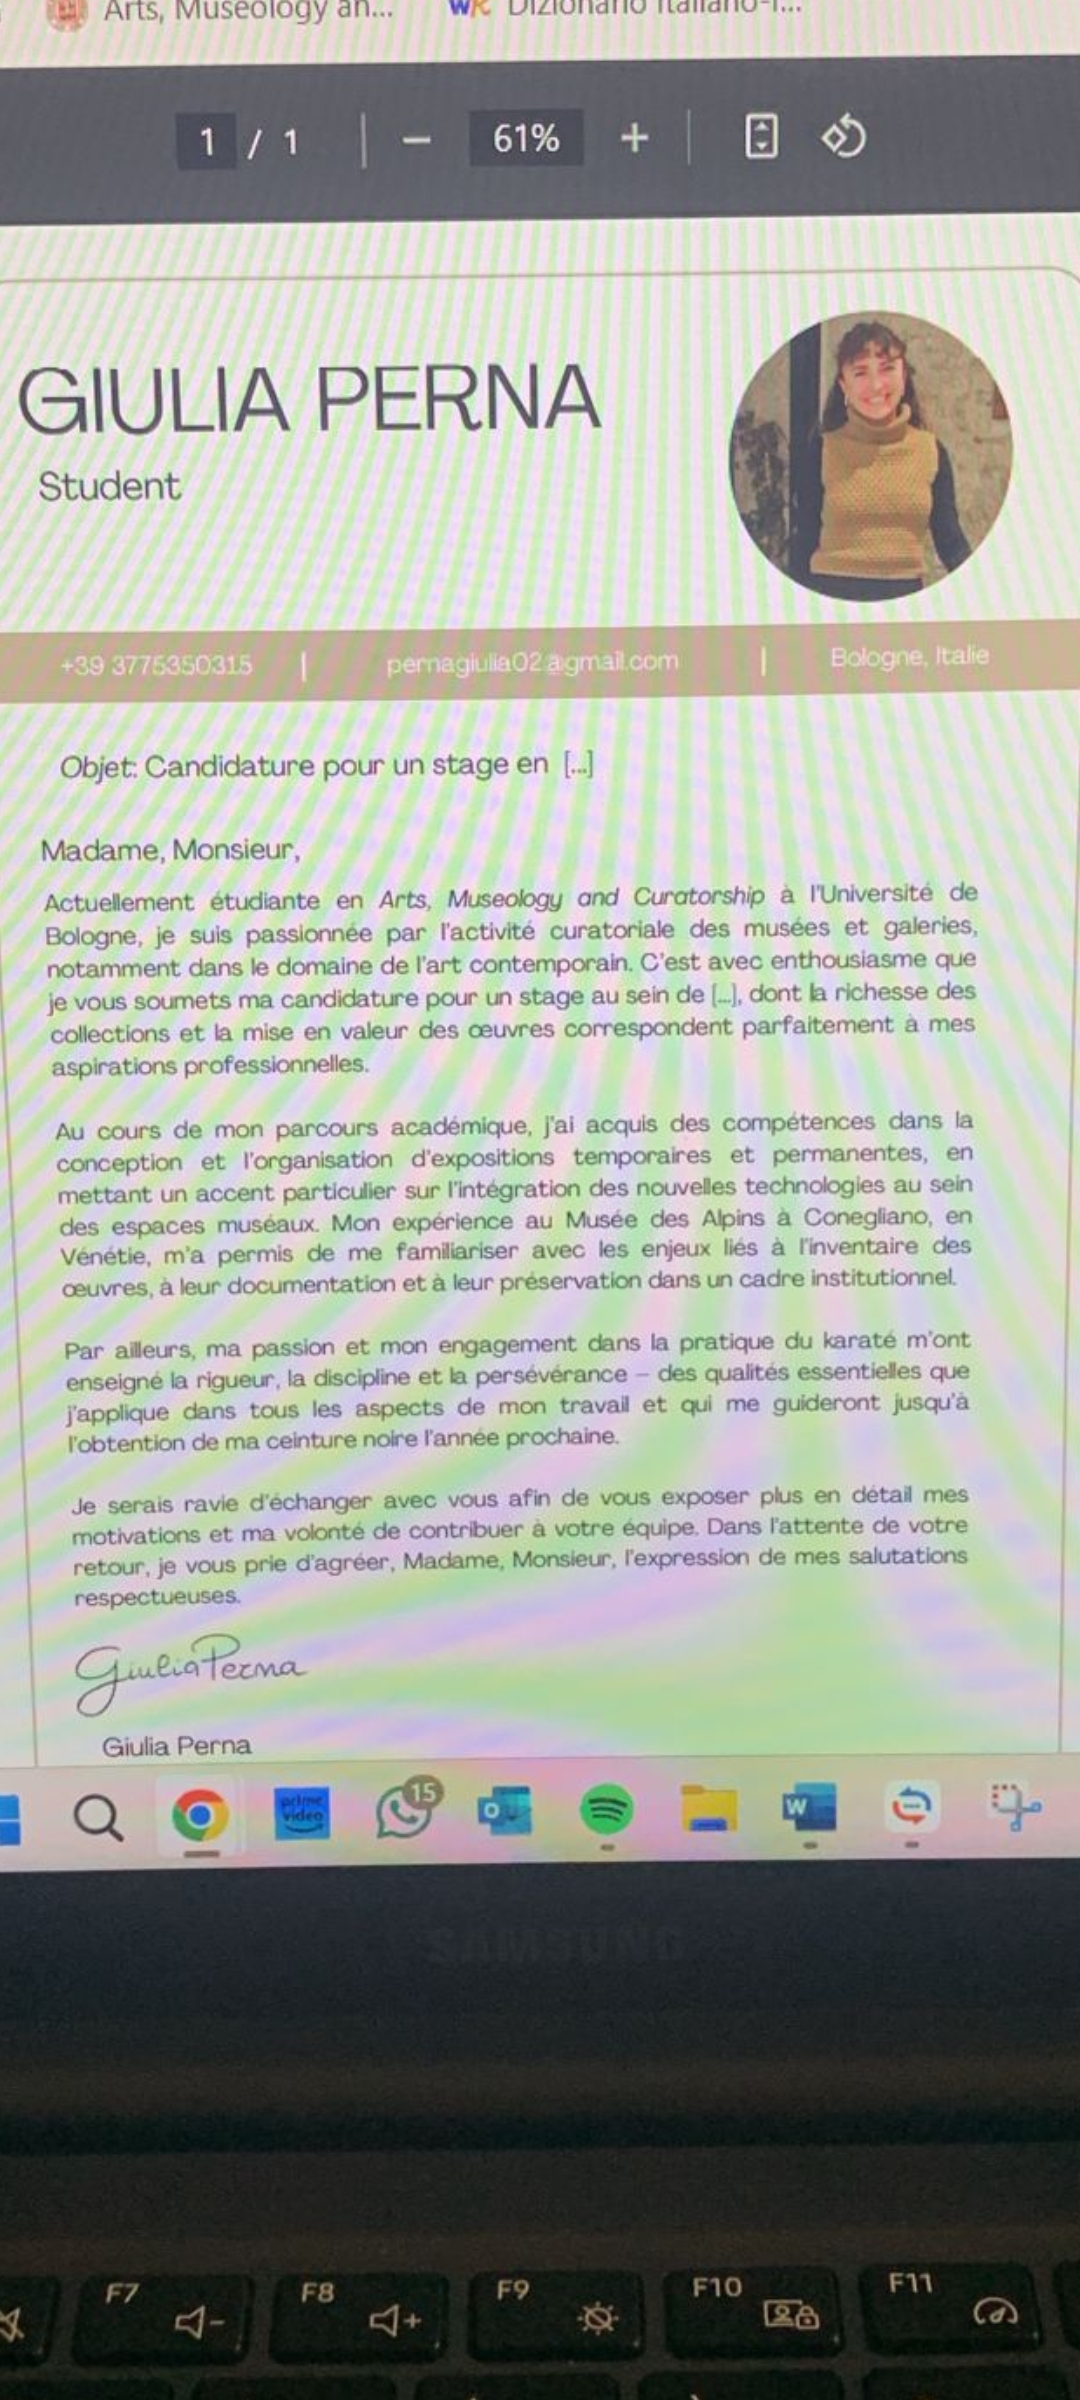 Arts, Museology an...
WR Dizionario Italiano-I...
1 / 1 | − 61% + |
GIULIA PERNA
Student
+39 3775350315 | pernagiulia02@gmail.com | Bologne, Italie
Objet: Candidature pour un stage en [...]
Madame, Monsieur,
Actuellement étudiante en Arts, Museology and Curatorship à l'Université de
Bologne, je suis passionnée par l'activité curatoriale des musées et galeries,
notamment dans le domaine de l'art contemporain. C'est avec enthousiasme que
je vous soumets ma candidature pour un stage au sein de [...], dont la richesse des
collections et la mise en valeur des œuvres correspondent parfaitement à mes
aspirations professionnelles.
Au cours de mon parcours académique, j'ai acquis des compétences dans la
conception et l'organisation d'expositions temporaires et permanentes, en
mettant un accent particulier sur l'intégration des nouvelles technologies au sein
des espaces muséaux. Mon expérience au Musée des Alpins à Conegliano, en
Vénétie, m'a permis de me familiariser avec les enjeux liés à l'inventaire des
œuvres, à leur documentation et à leur préservation dans un cadre institutionnel.
Par ailleurs, ma passion et mon engagement dans la pratique du karaté m'ont
enseigné la rigueur, la discipline et la persévérance – des qualités essentielles que
j'applique dans tous les aspects de mon travail et qui me guideront jusqu'à
l'obtention de ma ceinture noire l'année prochaine.
Je serais ravie d'échanger avec vous afin de vous exposer plus en détail mes
motivations et ma volonté de contribuer à votre équipe. Dans l'attente de votre
retour, je vous prie d'agréer, Madame, Monsieur, l'expression de mes salutations
respectueuses.
Giulia Perna
Giulia Perna
prime
video
15
O
W
SAMSUNG
F7
F8
F9
F10
F11